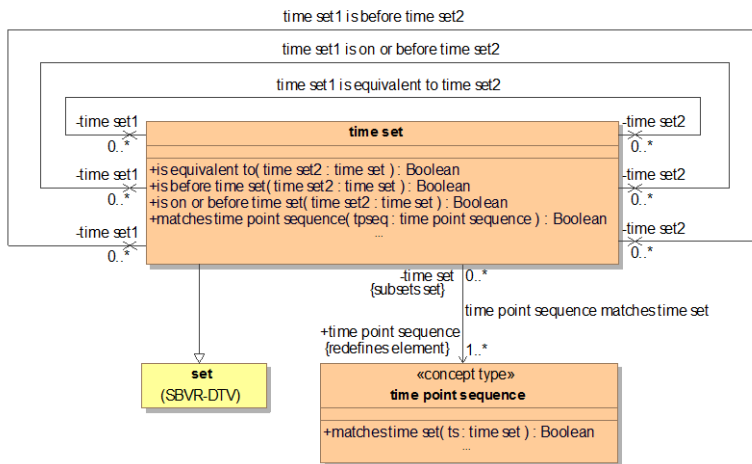 time set1 is before time set2
time set1 is on or before time set2
time set1 is equivalent to time set2
-time set1
0..*
-time set2
0..*
time set
+is equivalent to( time set2 : time set ) : Boolean
+is before time set( time set2 : time set ) : Boolean
+is on or before time set( time set2 : time set ) : Boolean
+matches time point sequence( tpseq : time point sequence ) : Boolean
...
-time set1
0..*
-time set2
0..*
-time set1
0..*
-time set2
0..*
-time set
0..*
{subsets set}
time point sequence matches time set
+time point sequence
{redefines element}
1..*
set
(SBVR-DTV)
«concept type»
time point sequence
+matches time set( ts : time set ) : Boolean
...